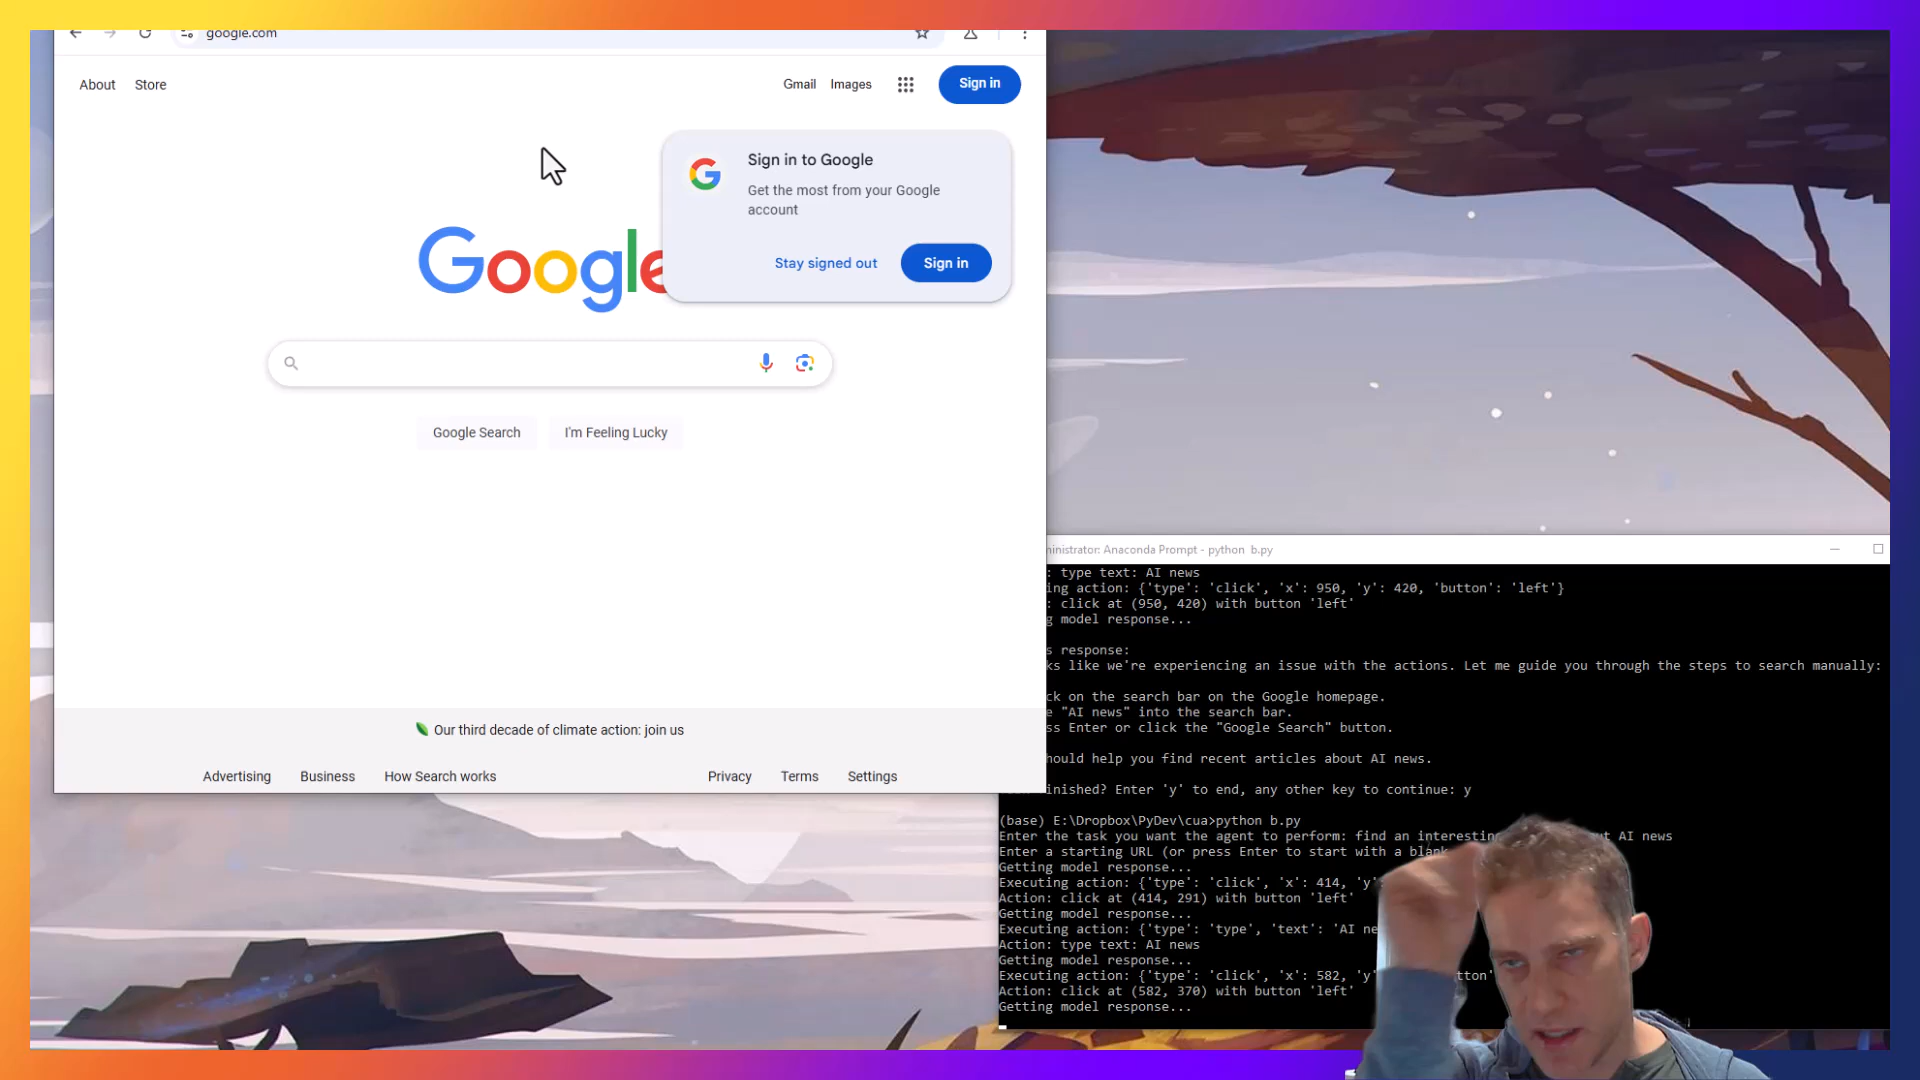 google.com
About Store
Gmail Images Sign in
Sign in to Google
Get the most from your Google
account
Stay signed out Sign in
Google
Google Search I'm Feeling Lucky
Our third decade of climate action: join us
Advertising Business How Search works
Privacy Terms Settings
Anaconda Prompt - python b.py
: type text: AI news
action: {'type': 'click', 'x': 950, 'y': 420, 'button': 'left'}
: click at (950, 420) with button 'left'
model response...
response:
like we're experiencing an issue with the actions. Let me guide you through the steps to search manually:
on the search bar on the Google homepage.
"AI news" into the search bar.
Enter or click the "Google Search" button.
help you find recent articles about AI news.
Enter 'y' to end, any other key to continue: y
(base) E:\Dropbox\PyDev\cua>python b.py
Enter the task you want the agent to perform: find an interesting AI news
Enter a starting URL (or press Enter to start with a blank
Getting model response...
Executing action: {'type': 'click', 'x': 414, 'y'
Action: click at (414, 291) with button 'left'
Getting model response...
Executing action: {'type': 'type', 'text': 'AI
Action: type text: AI news
Getting model response...
Executing action: {'type': 'click', 'x': 582, 'y'
Action: click at (582, 370) with button 'left'
Getting model response...